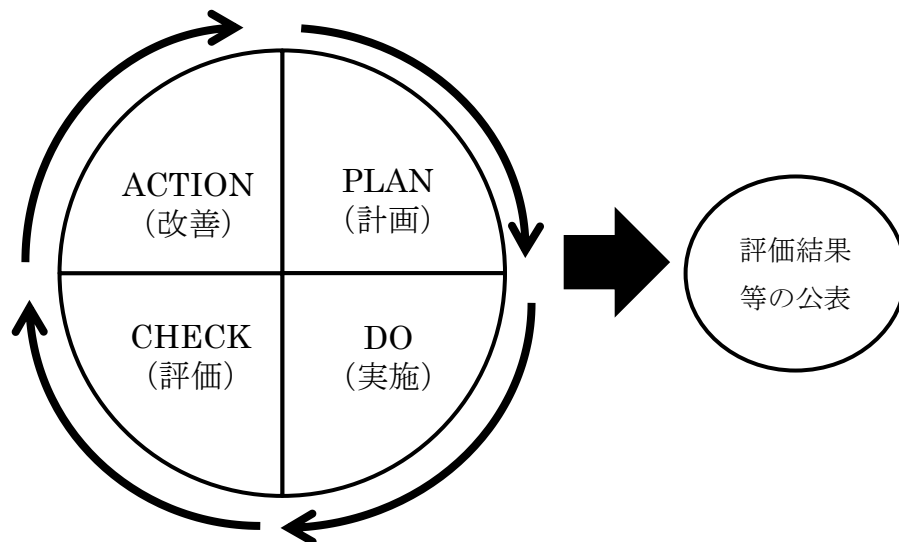 ACTION
（改善）
PLAN
（計画）
CHECK
（評価）
DO
（実施）
評価結果
等の公表